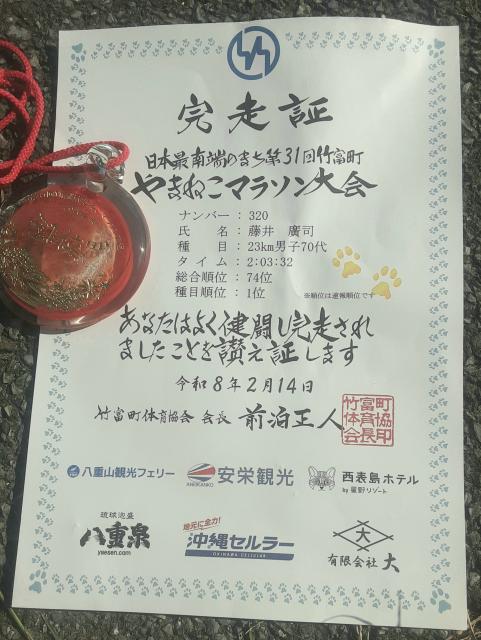 完走証
日本最南端のまち第31回竹富町
やまねこマラソン大会
ナンバー : 320
氏　　名 : 藤井　廣司
種　　目 : 23km男子70代
タ イ ム : 2:03:32
総合順位 : 74位
種目順位 : 1位
※順位は速報順位です
あなたはよく健闘し完走され
ましたことを讃え証します
令和8年2月14日
竹富町体育協会 会長 前泊正人
竹富町
体育協
会長印
八重山観光フェリー
安栄観光
ANEIKANKO
西表島ホテル
by 星野リゾート
琉球泡盛
八重泉
yaesen.com
地元に全力!
沖縄セルラー
OKINAWA CELLULAR
大
有限会社 大